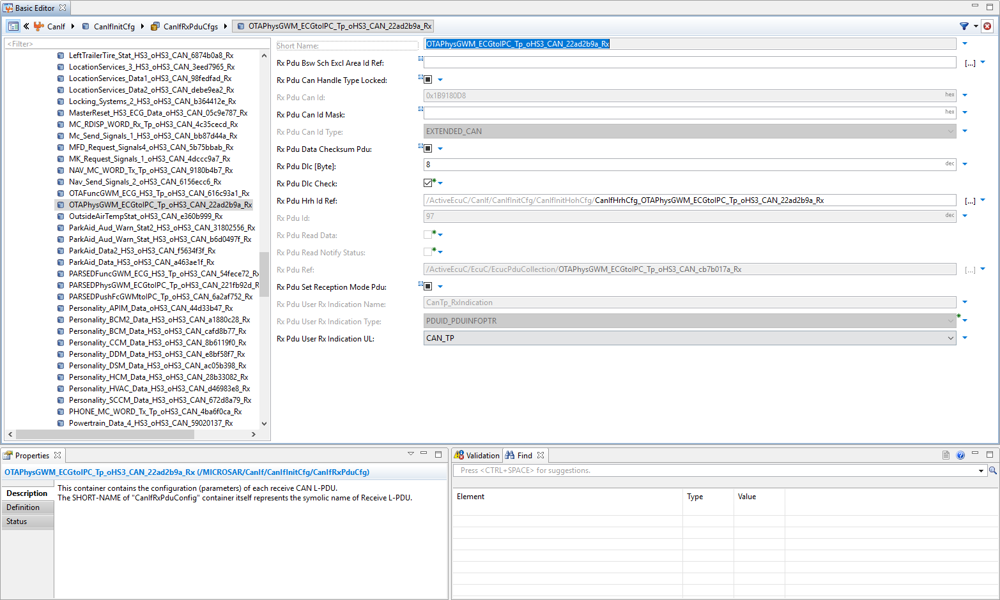 Basic Editor
CanIf
CanIfInitCfg
CanIfRxPduCfgs
OTAPhysGWM_ECGtoIPC_Tp_oHS3_CAN_22ad2b9a_Rx
<Filter>
LeftTrailerTire_Stat_HS3_oHS3_CAN_6874b0a8_Rx
LocationServices_3_HS3_oHS3_CAN_3eed7965_Rx
LocationServices_Data1_oHS3_CAN_98fedfad_Rx
LocationServices_Data2_oHS3_CAN_debe9ea2_Rx
Locking_Systems_2_HS3_oHS3_CAN_b364412e_Rx
MasterReset_HS3_ECG_Data_oHS3_CAN_05c9e787_Rx
MC_RDISP_WORD_Rx_Tp_oHS3_CAN_4c35cecd_Rx
Mc_Send_Signals_1_HS3_oHS3_CAN_bb87d44a_Rx
MFD_Request_Signals4_oHS3_CAN_5b75bbab_Rx
MK_Request_Signals_1_oHS3_CAN_4dccc9a7_Rx
NAV_MC_WORD_Tx_Tp_oHS3_CAN_9180b4b7_Rx
Nav_Send_Signals_2_oHS3_CAN_6156ecc6_Rx
OTAFuncGWM_ECG_HS3_Tp_oHS3_CAN_616c93a1_Rx
OTAPhysGWM_ECGtoIPC_Tp_oHS3_CAN_22ad2b9a_Rx
OutsideAirTempStat_oHS3_CAN_e360b999_Rx
ParkAid_Aud_Warn_Stat2_HS3_oHS3_CAN_31802556_Rx
ParkAid_Aud_Warn_Stat_HS3_oHS3_CAN_b6d0497f_Rx
ParkAid_Data2_HS3_oHS3_CAN_f5634f3f_Rx
ParkAid_Data_HS3_oHS3_CAN_a463ae1f_Rx
PARSEDFuncGWM_ECG_HS3_Tp_oHS3_CAN_54fece72_Rx
PARSEDPhysGWM_ECGtoIPC_Tp_oHS3_CAN_221fb92d_R
PARSEDPushFcGWMtoIPC_Tp_oHS3_CAN_6a2af752_Rx
Personality_APIM_Data_oHS3_CAN_44d33b47_Rx
Personality_BCM2_Data_HS3_oHS3_CAN_a1880c28_Rx
Personality_BCM_Data_HS3_oHS3_CAN_cafd8b77_Rx
Personality_CCM_Data_HS3_oHS3_CAN_8b6119f0_Rx
Personality_DDM_Data_HS3_oHS3_CAN_e8bf58f7_Rx
Personality_DSM_Data_HS3_oHS3_CAN_ac05b398_Rx
Personality_HCM_Data_HS3_oHS3_CAN_28b33082_Rx
Personality_HVAC_Data_HS3_oHS3_CAN_d46983e8_Rx
Personality_SCCM_Data_HS3_oHS3_CAN_672d8a79_Rx
PHONE_MC_WORD_Tx_Tp_oHS3_CAN_4ba6f0ca_Rx
Powertrain_Data_4_HS3_oHS3_CAN_59020137_Rx
Short Name: OTAPhysGWM_ECGtoIPC_Tp_oHS3_CAN_22ad2b9a_Rx
Rx Pdu Bsw Sch Excl Area Id Ref: [...]
Rx Pdu Can Handle Type Locked:
Rx Pdu Can Id: 0x1B9180D8 hex
Rx Pdu Can Id Mask: hex
Rx Pdu Can Id Type: EXTENDED_CAN
Rx Pdu Data Checksum Pdu:
Rx Pdu Dlc [Byte]: 8 dec
Rx Pdu Dlc Check:
Rx Pdu Hrh Id Ref: /ActiveEcuC/CanIf/CanIfInitCfg/CanIfInitHohCfg/CanIfHrhCfg_OTAPhysGWM_ECGtoIPC_Tp_oHS3_CAN_22ad2b9a_Rx [...]
Rx Pdu Id: 97 dec
Rx Pdu Read Data:
Rx Pdu Read Notify Status:
Rx Pdu Ref: /ActiveEcuC/EcuC/EcucPduCollection/OTAPhysGWM_ECGtoIPC_Tp_oHS3_CAN_cb7b017a_Rx [...]
Rx Pdu Set Reception Mode Pdu:
Rx Pdu User Rx Indication Name: CanTp_RxIndication
Rx Pdu User Rx Indication Type: PDUID_PDUINFOPTR
Rx Pdu User Rx Indication UL: CAN_TP
Properties
OTAPhysGWM_ECGtoIPC_Tp_oHS3_CAN_22ad2b9a_Rx (/MICROSAR/CanIf/CanIfInitCfg/CanIfRxPduCfg)
Description
Definition
Status
This container contains the configuration (parameters) of each receive CAN L-PDU.
The SHORT-NAME of "CanIfRxPduConfig" container itself represents the symolic name of Receive L-PDU.
Validation
Find
Press <CTRL+SPACE> for suggestions.
Element Type Value